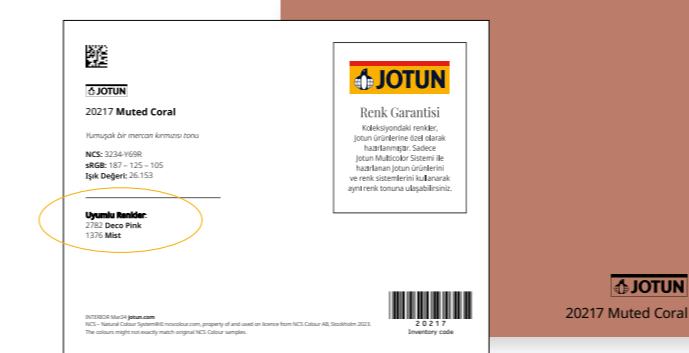 JOTUN
20217 Muted Coral
Yumuşak bir mercan kırmızısı tonu
NCS: 3234-Y69R
sRGB: 187 – 125 – 105
Işık Değeri: 26.153
Uyumlu Renkler:
2782 Deco Pink
1376 Mist
INTERIOR Mar24 jotun.com
NCS – Natural Colour System®© ncscolour.com, property of and used on licence from NCS Colour AB, Stockholm 2023.
The colours might not exactly match original NCS Colour samples.
JOTUN
Renk Garantisi
Koleksiyondaki renkler,
Jotun ürünlerine özel olarak
hazırlanmıştır. Sadece
Jotun Multicolor Sistemi ile
hazırlanan Jotun ürünlerini
ve renk sistemlerini kullanarak
aynı renk tonuna ulaşabilirsiniz.
20217
Inventory code
JOTUN
20217 Muted Coral